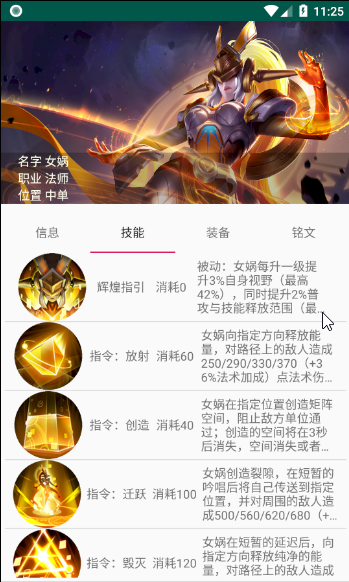 11:25
名字 女娲
职业 法师
位置 中单
信息 技能 装备 铭文
辉煌指引 消耗0
被动：女娲每升一级提
升3%自身视野（最高
42%），同时提升2%普
攻与技能释放范围（最…
指令：放射 消耗60
女娲向指定方向释放能
量，对路径上的敌人造成
250/290/330/370（+3
6%法术加成）点法术伤…
指令：创造 消耗40
女娲在指定位置创造矩阵
空间，阻止敌方单位通
过；创造的空间将在3秒
后消失，空间消失或者…
指令：迁跃 消耗100
女娲创造裂隙，在短暂的
吟唱后将自己传送到指定
位置，并对周围的敌人造
成500/560/620/680（+…
指令：毁灭 消耗120
女娲在短暂的延迟后，向
指定方向释放纯净的能
量，对路径上的敌人造成